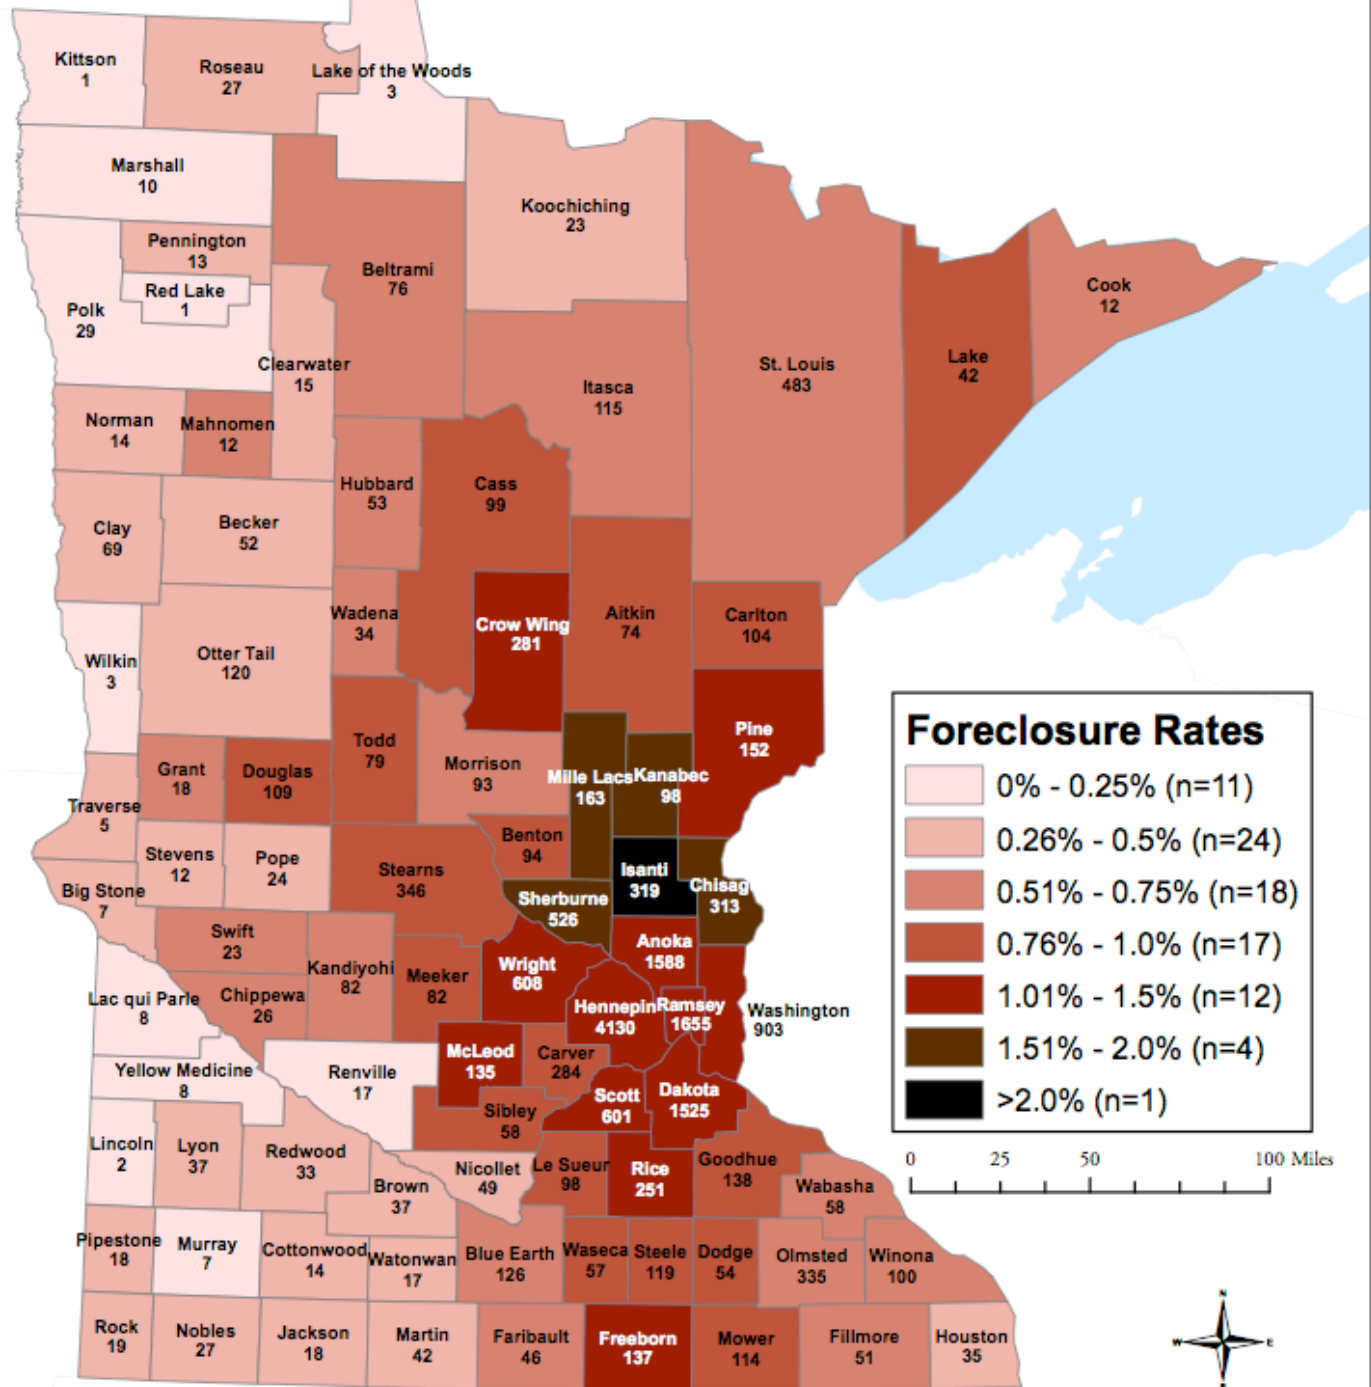 Kittson
1
Roseau
27
Lake of the Woods
3
Marshall
10
Koochiching
23
Pennington
13
Red Lake
1
Polk
29
Beltrami
76
Cook
12
Clearwater
15
Itasca
115
St. Louis
483
Lake
42
Norman
14
Mahnomen
12
Hubbard
53
Cass
99
Clay
69
Becker
52
Wadena
34
Crow Wing
281
Aitkin
74
Carlton
104
Wilkin
3
Otter Tail
120
Pine
152
Todd
79
Morrison
93
Mille Lacs
163
Kanabec
98
Grant
18
Douglas
109
Traverse
5
Stevens
12
Pope
24
Benton
94
Stearns
346
Isanti
319
Chisag
313
Big Stone
7
Sherburne
526
Swift
23
Anoka
1588
Kandiyohi
82
Meeker
82
Wright
608
Lac qui Parle
8
Chippewa
26
Hennepin
4130
Ramsey
1655
Washington
903
Yellow Medicine
8
Renville
17
McLeod
135
Carver
284
Scott
601
Dakota
1525
Sibley
58
Lincoln
2
Lyon
37
Redwood
33
Brown
37
Nicollet
49
Le Sueur
98
Rice
251
Goodhue
138
Wabasha
58
Pipestone
18
Murray
7
Cottonwood
14
Watonwan
17
Blue Earth
126
Waseca
57
Steele
119
Dodge
54
Olmsted
335
Winona
100
Rock
19
Nobles
27
Jackson
18
Martin
42
Faribault
46
Freeborn
137
Mower
114
Fillmore
51
Houston
35
Foreclosure Rates
0% - 0.25% (n=11)
0.26% - 0.5% (n=24)
0.51% - 0.75% (n=18)
0.76% - 1.0% (n=17)
1.01% - 1.5% (n=12)
1.51% - 2.0% (n=4)
>2.0% (n=1)
0 25 50 100 Miles
N
W E